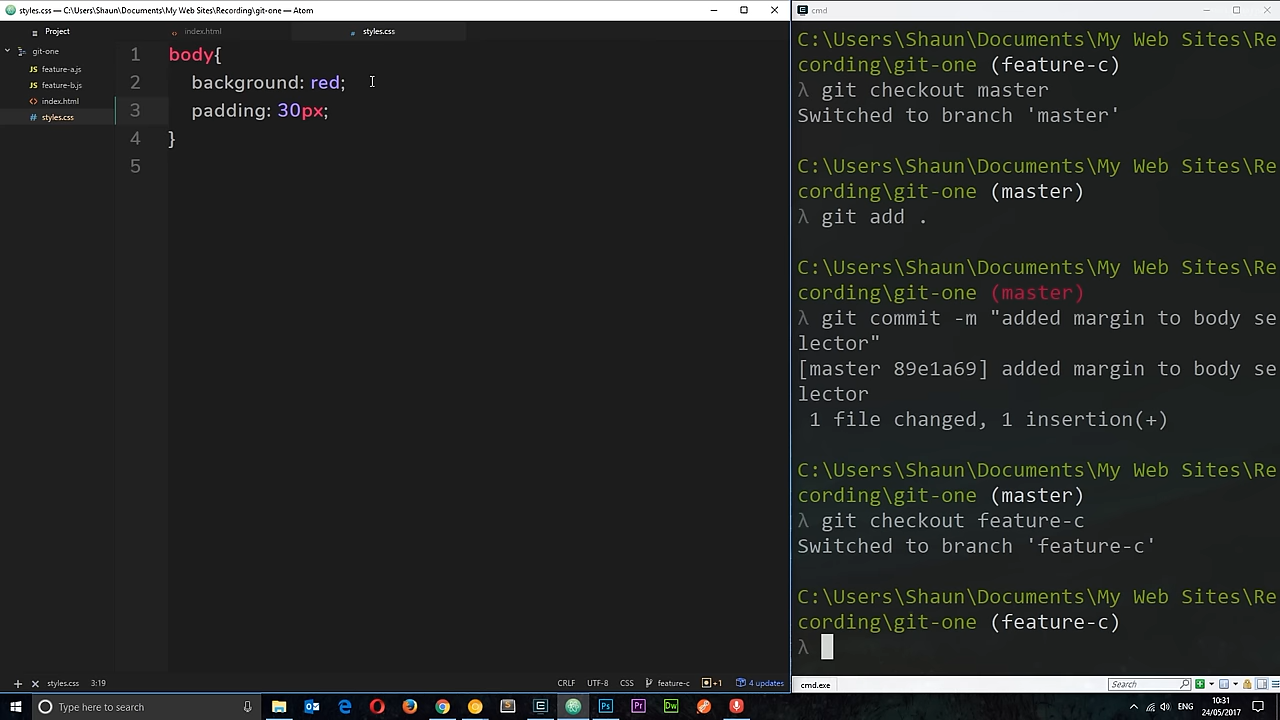 styles.css — C:\Users\Shaun\Documents\My Web Sites\Recording\git-one — Atom
Project
index.html
styles.css
git-one
feature-a.js
feature-b.js
index.html
styles.css
1 body{
2 background: red;
3 padding: 30px;
4 }
5
styles.css 3:19
CRLF UTF-8 CSS feature-c +1 4 updates
cmd
C:\Users\Shaun\Documents\My Web Sites\Re
cording\git-one (feature-c)
λ git checkout master
Switched to branch 'master'
C:\Users\Shaun\Documents\My Web Sites\Re
cording\git-one (master)
λ git add .
C:\Users\Shaun\Documents\My Web Sites\Re
cording\git-one (master)
λ git commit -m "added margin to body se
lector"
[master 89e1a69] added margin to body se
lector
1 file changed, 1 insertion(+)
C:\Users\Shaun\Documents\My Web Sites\Re
cording\git-one (master)
λ git checkout feature-c
Switched to branch 'feature-c'
C:\Users\Shaun\Documents\My Web Sites\Re
cording\git-one (feature-c)
λ
cmd.exe
Search
Type here to search
Ps
Pr
Dw
ENG
10:31
24/05/2017